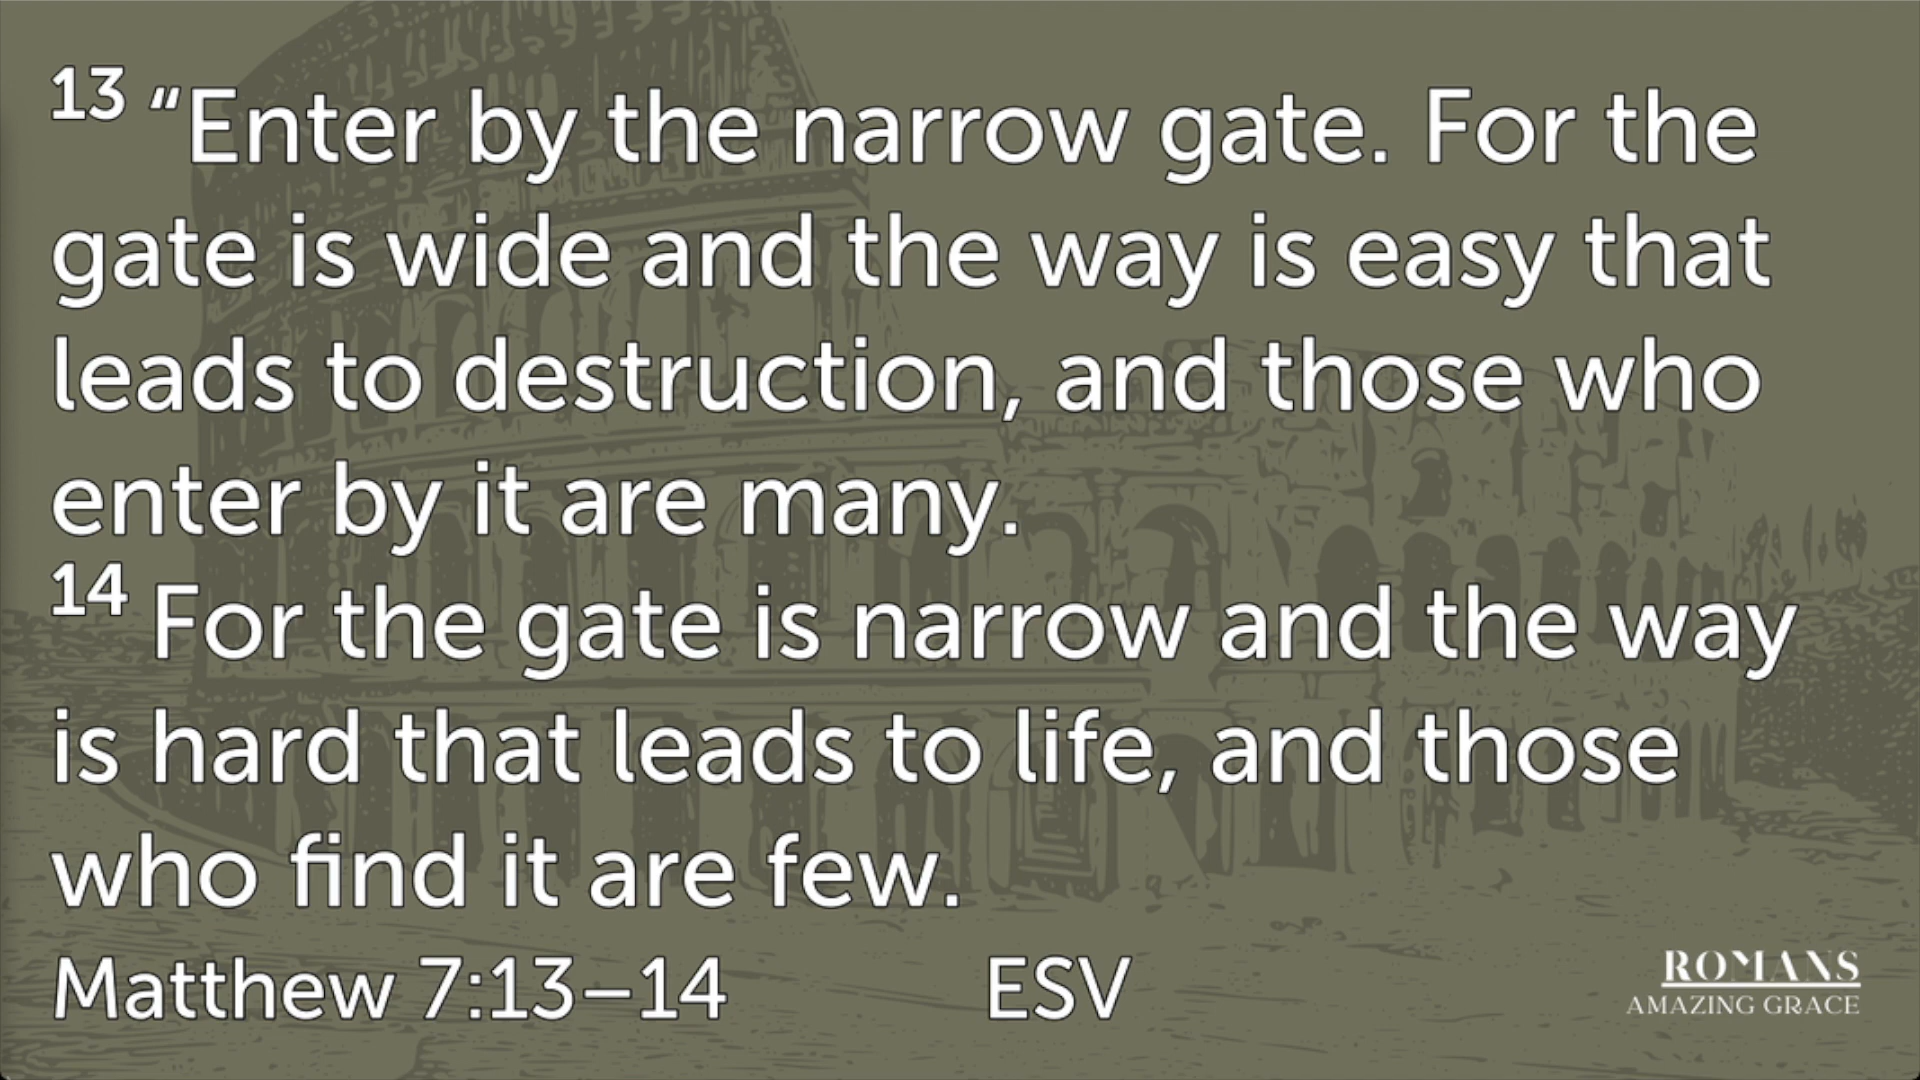 13 “Enter by the narrow gate. For the
gate is wide and the way is easy that
leads to destruction, and those who
enter by it are many.
14 For the gate is narrow and the way
is hard that leads to life, and those
who find it are few.
Matthew 7:13–14 ESV
ROMANS
AMAZING GRACE